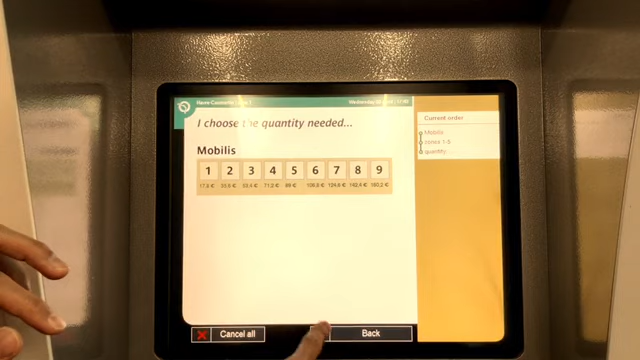 I choose the quantity needed...
Current order
Mobilis
zones 1-5
quantity
Mobilis
1 2 3 4 5 6 7 8 9
17,8 € 35,6 € 53,4 € 71,2 € 89 € 106,8 € 124,6 € 142,4 € 160,2 €
Cancel all
Back